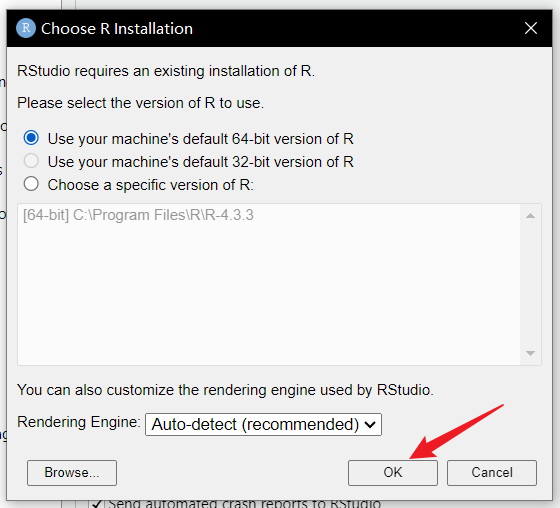 R Choose R Installation
RStudio requires an existing installation of R.
Please select the version of R to use.
Use your machine's default 64-bit version of R
Use your machine's default 32-bit version of R
Choose a specific version of R:
[64-bit] C:\Program Files\R\R-4.3.3
You can also customize the rendering engine used by RStudio.
Rendering Engine: Auto-detect (recommended)
Browse... OK Cancel
Send automated crash reports to RStudio